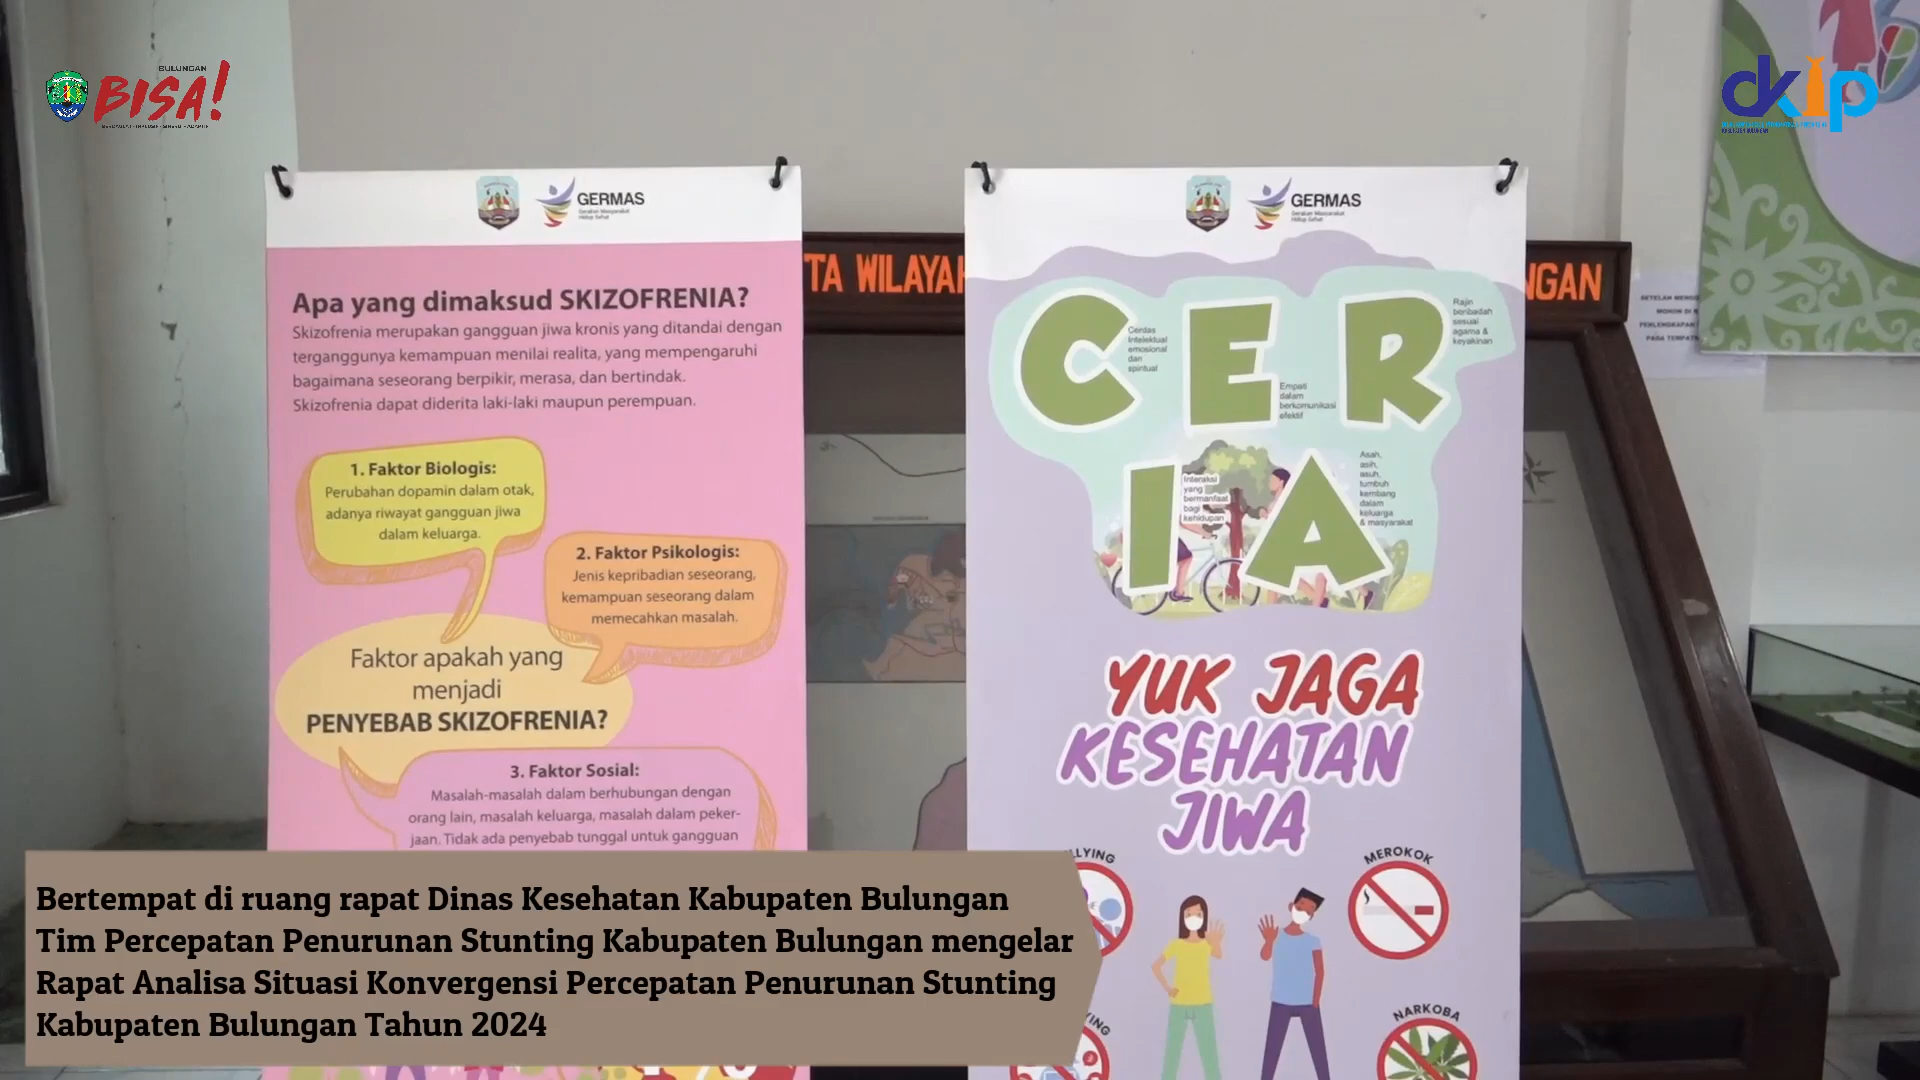 BULUNGAN
BISA!
dkip
GERMAS
Gerakan Masyarakat
Hidup Sehat
Apa yang dimaksud SKIZOFRENIA?
Skizofrenia merupakan gangguan jiwa kronis yang ditandai dengan
terganggunya kemampuan menilai realita, yang mempengaruhi
bagaimana seseorang berpikir, merasa, dan bertindak.
Skizofrenia dapat diderita laki-laki maupun perempuan.
1. Faktor Biologis:
Perubahan dopamin dalam otak,
adanya riwayat gangguan jiwa
dalam keluarga.
2. Faktor Psikologis:
Jenis kepribadian seseorang,
kemampuan seseorang dalam
memecahkan masalah.
Faktor apakah yang
menjadi
PENYEBAB SKIZOFRENIA?
3. Faktor Sosial:
Masalah-masalah dalam berhubungan dengan
orang lain, masalah keluarga, masalah dalam peker-
jaan. Tidak ada penyebab tunggal untuk gangguan
TA WILAYAH
NGAN
GERMAS
Gerakan Masyarakat
Hidup Sehat
CER
Cerdas
Intelektual
emosional
dan
spiritual
Empati
dalam
berkomunikasi
efektif
Rajin
beribadah
sesuai
agama &
keyakinan
IA
Interaksi
yang
bermanfaat
bagi
kehidupan
Asah,
asih,
asuh,
tumbuh
kembang
dalam
keluarga
& masyarakat
YUK JAGA
KESEHATAN
JIWA
LLYING
MEROKOK
YING
NARKOBA
Bertempat di ruang rapat Dinas Kesehatan Kabupaten Bulungan
Tim Percepatan Penurunan Stunting Kabupaten Bulungan mengelar
Rapat Analisa Situasi Konvergensi Percepatan Penurunan Stunting
Kabupaten Bulungan Tahun 2024